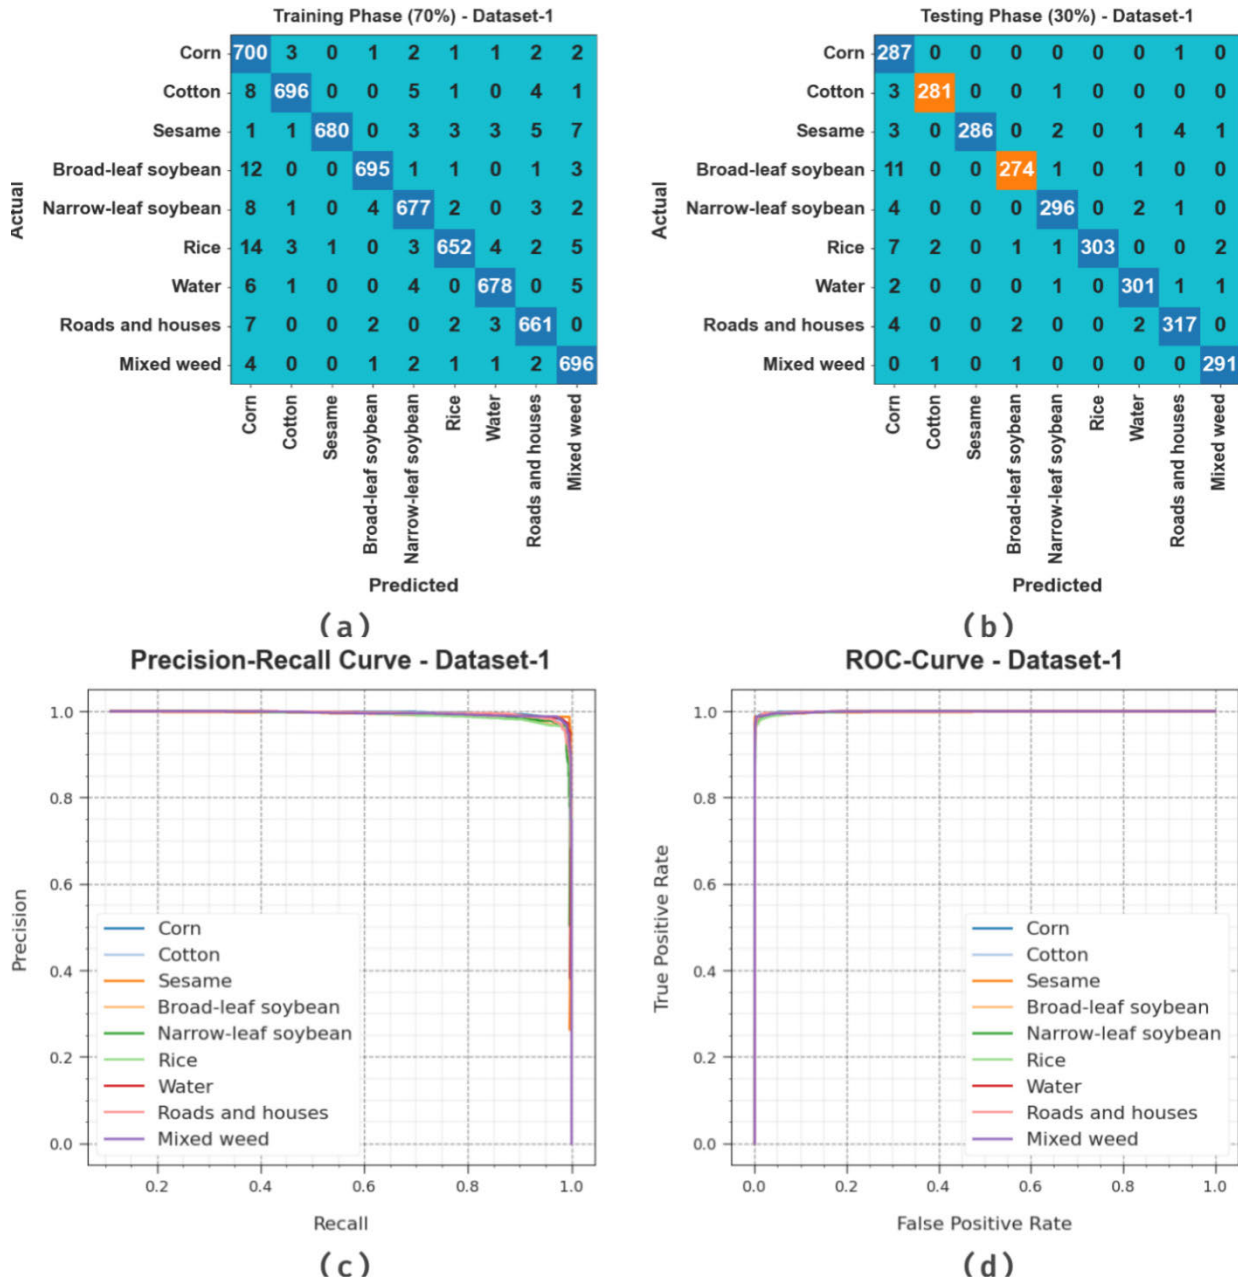 Training Phase (70%) - Dataset-1
Actual
Corn 700 3 0 1 2 1 1 2 2
Cotton 8 696 0 0 5 1 0 4 1
Sesame 1 1 680 0 3 3 3 5 7
Broad-leaf soybean 12 0 0 695 1 1 0 1 3
Narrow-leaf soybean 8 1 0 4 677 2 0 3 2
Rice 14 3 1 0 3 652 4 2 5
Water 6 1 0 0 4 0 678 0 5
Roads and houses 7 0 0 2 0 2 3 661 0
Mixed weed 4 0 0 1 2 1 1 2 696
Corn
Cotton
Sesame
Broad-leaf soybean
Narrow-leaf soybean
Rice
Water
Roads and houses
Mixed weed
Predicted
(a)
Testing Phase (30%) - Dataset-1
Actual
Corn 287 0 0 0 0 0 0 1 0
Cotton 3 281 0 0 1 0 0 0 0
Sesame 3 0 286 0 2 0 1 4 1
Broad-leaf soybean 11 0 0 274 1 0 1 0 0
Narrow-leaf soybean 4 0 0 0 296 0 2 1 0
Rice 7 2 0 1 1 303 0 0 2
Water 2 0 0 0 1 0 301 1 1
Roads and houses 4 0 0 2 0 0 2 317 0
Mixed weed 0 1 0 1 0 0 0 0 291
Corn
Cotton
Sesame
Broad-leaf soybean
Narrow-leaf soybean
Rice
Water
Roads and houses
Mixed weed
Predicted
(b)
Precision-Recall Curve - Dataset-1
Precision
1.0
0.8
0.6
0.4
0.2
0.0
Corn
Cotton
Sesame
Broad-leaf soybean
Narrow-leaf soybean
Rice
Water
Roads and houses
Mixed weed
0.2 0.4 0.6 0.8 1.0
Recall
(c)
ROC-Curve - Dataset-1
True Positive Rate
1.0
0.8
0.6
0.4
0.2
0.0
Corn
Cotton
Sesame
Broad-leaf soybean
Narrow-leaf soybean
Rice
Water
Roads and houses
Mixed weed
0.0 0.2 0.4 0.6 0.8 1.0
False Positive Rate
(d)